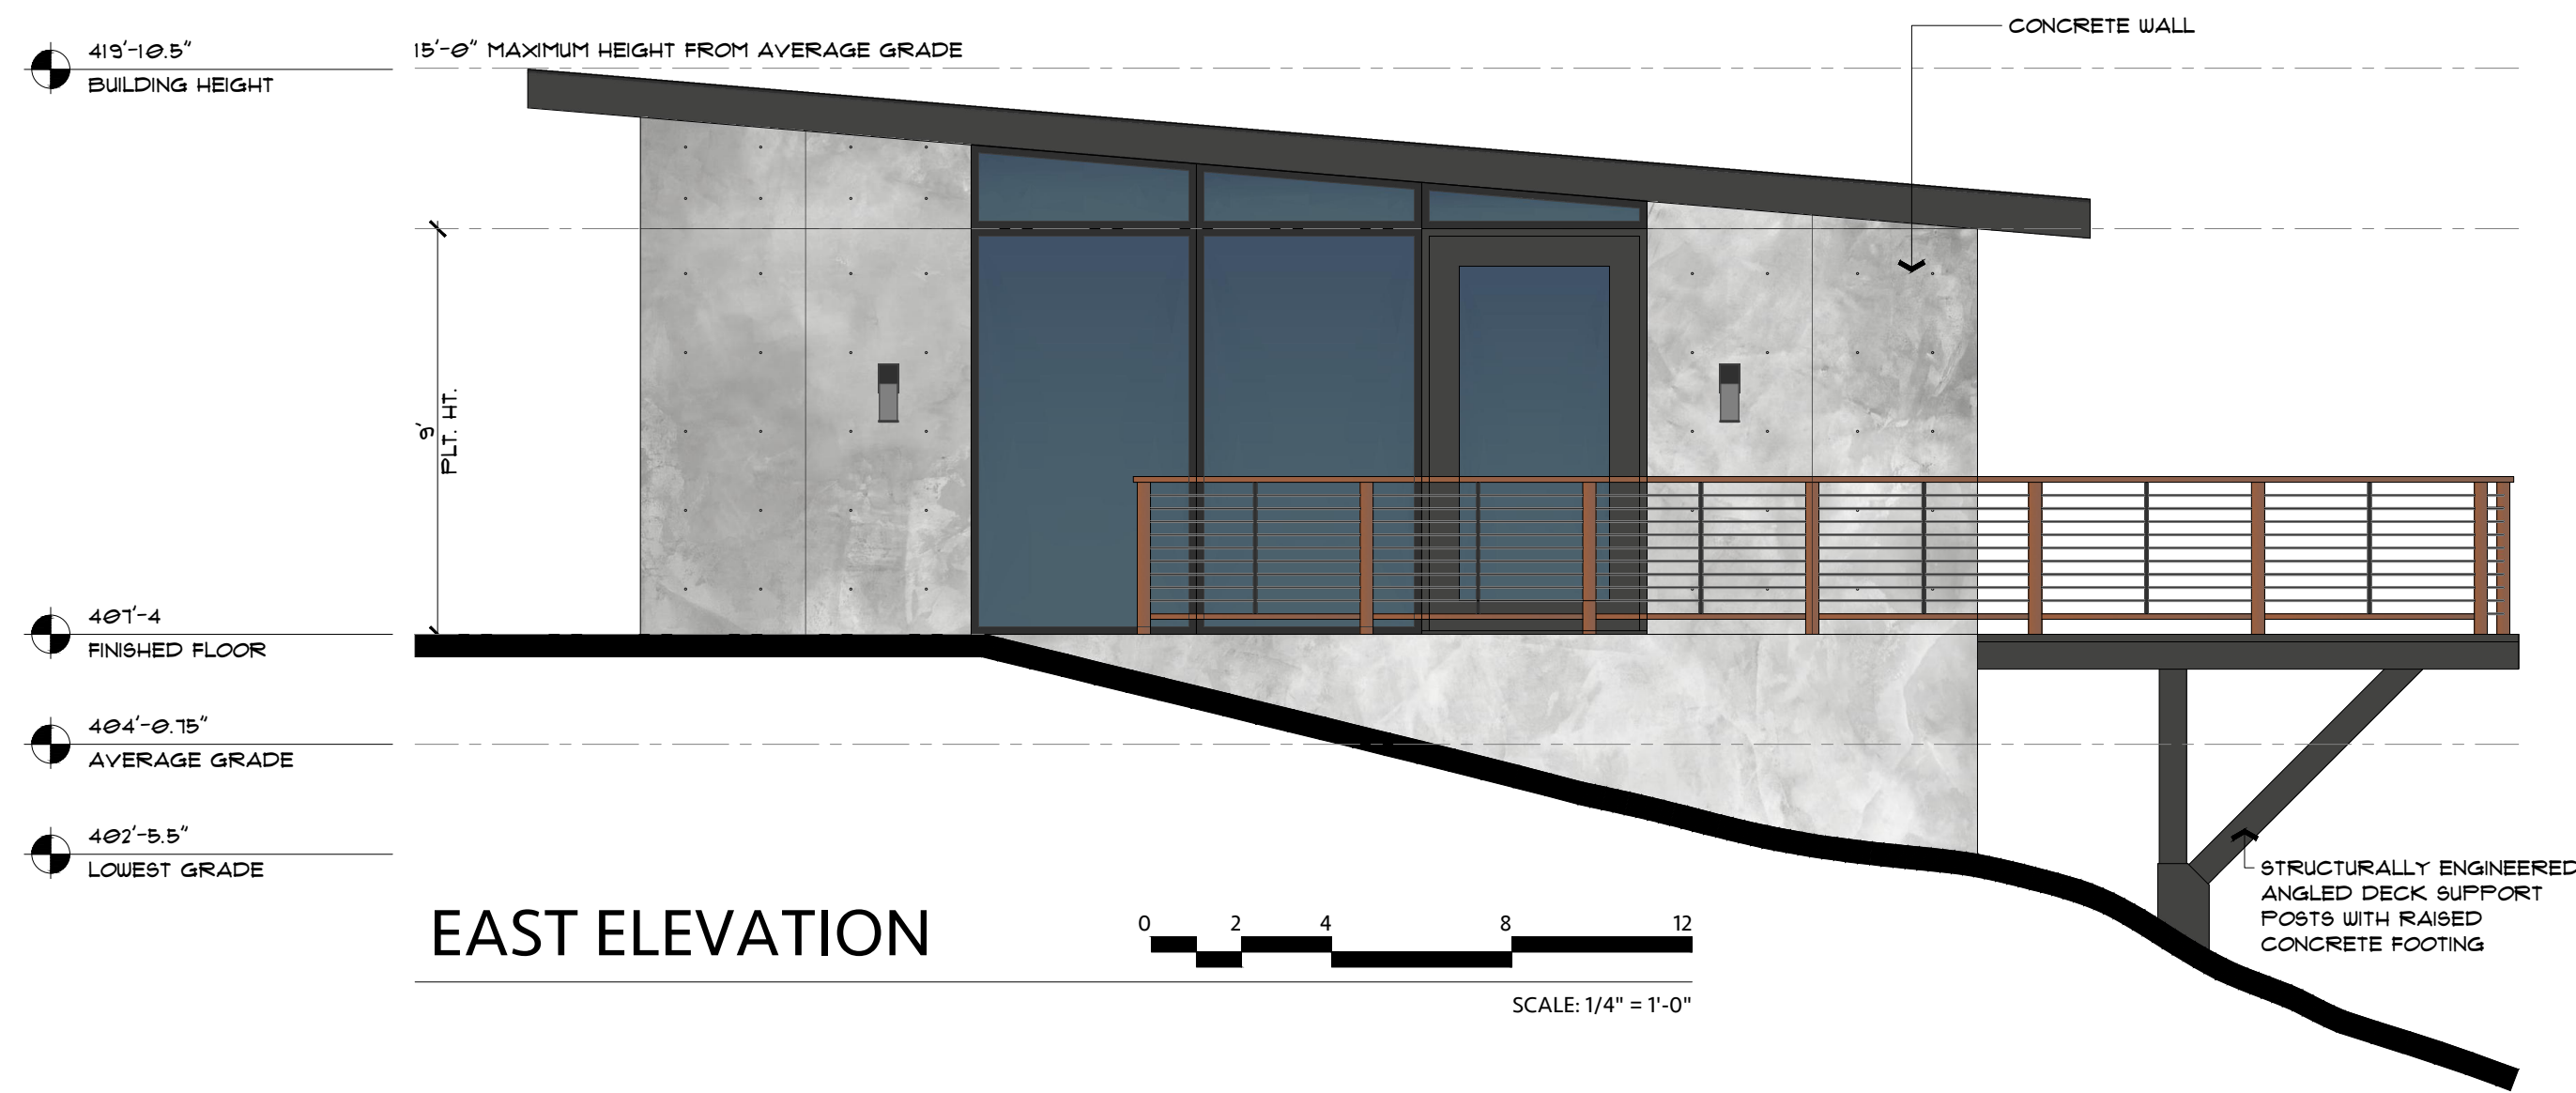 419'-10.5"
BUILDING HEIGHT
15'-0" MAXIMUM HEIGHT FROM AVERAGE GRADE
CONCRETE WALL
9'
PLT. HT.
407'-4
FINISHED FLOOR
404'-0.75"
AVERAGE GRADE
402'-5.5"
LOWEST GRADE
STRUCTURALLY ENGINEERED
ANGLED DECK SUPPORT
POSTS WITH RAISED
CONCRETE FOOTING
EAST ELEVATION
0 2 4 8 12
SCALE: 1/4" = 1'-0"